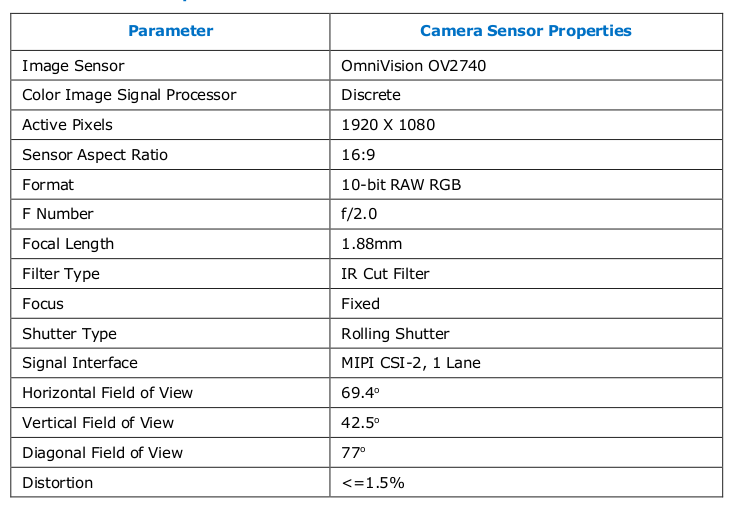 Parameter Camera Sensor Properties
Image Sensor OmniVision OV2740
Color Image Signal Processor Discrete
Active Pixels 1920 X 1080
Sensor Aspect Ratio 16:9
Format 10-bit RAW RGB
F Number f/2.0
Focal Length 1.88mm
Filter Type IR Cut Filter
Focus Fixed
Shutter Type Rolling Shutter
Signal Interface MIPI CSI-2, 1 Lane
Horizontal Field of View 69.4º
Vertical Field of View 42.5º
Diagonal Field of View 77º
Distortion <=1.5%